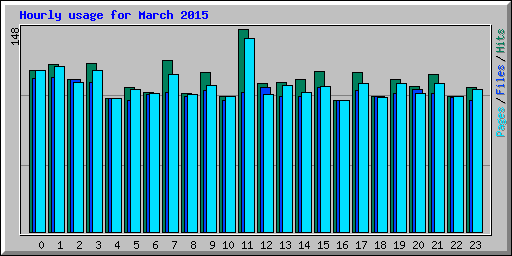 Hourly usage for March 2015
148
Pages/Files/Hits
0 1 2 3 4 5 6 7 8 9 10 11 12 13 14 15 16 17 18 19 20 21 22 23